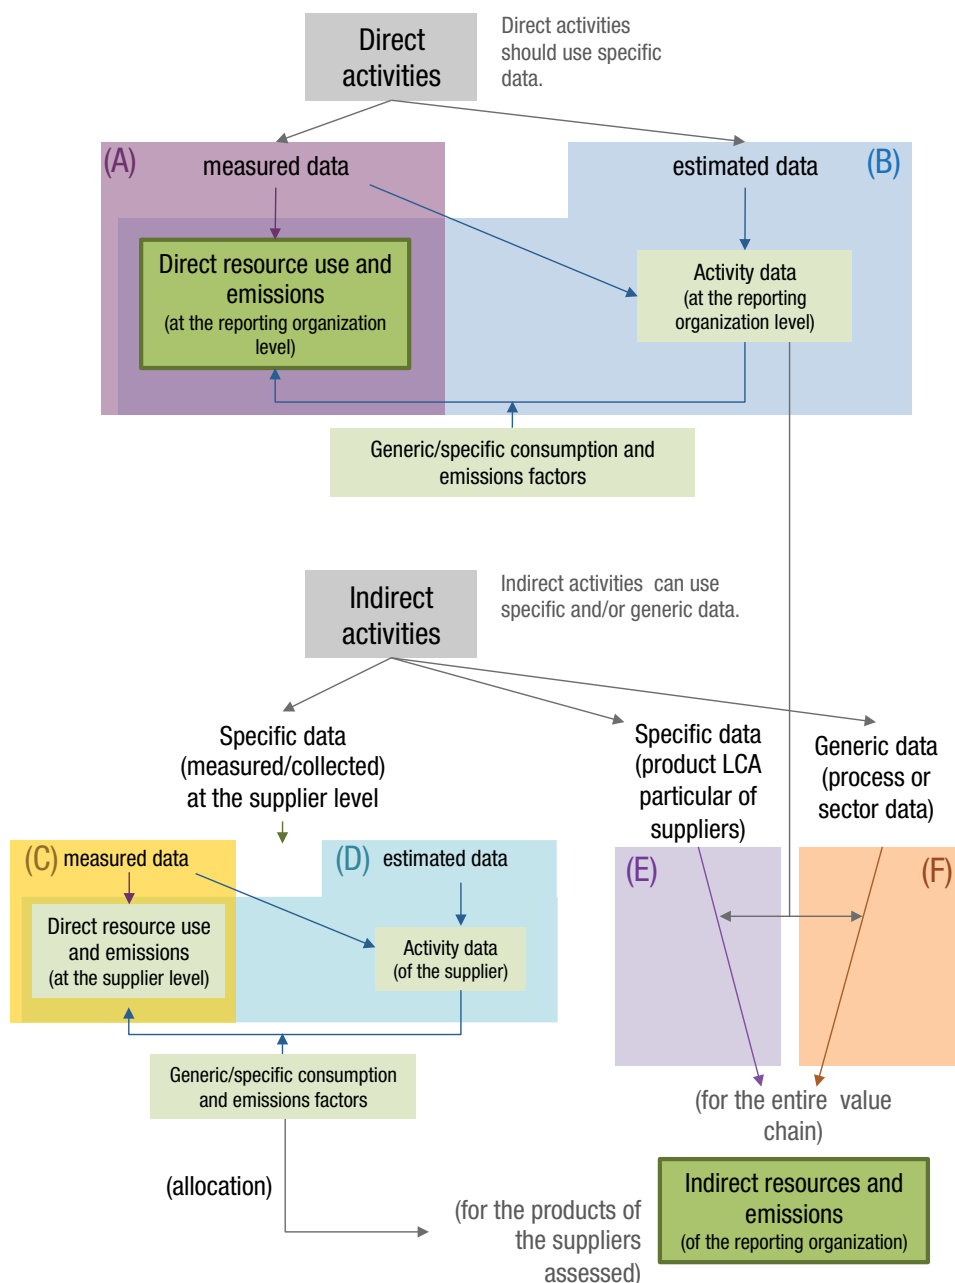 Direct
activities
Direct activities
should use specific
data.
(A)
measured data
estimated data
(B)
Direct resource use and
emissions
(at the reporting organization
level)
Activity data
(at the reporting
organization level)
Generic/specific consumption and
emissions factors
Indirect
activities
Indirect activities can use
specific and/or generic data.
Specific data
(measured/collected)
at the supplier level
Specific data
(product LCA
particular of
suppliers)
Generic data
(process or
sector data)
(C) measured data
(D) estimated data
(E)
(F)
Direct resource use
and emissions
(at the supplier level)
Activity data
(of the supplier)
Generic/specific consumption
and emissions factors
(for the entire value
chain)
(allocation)
(for the products of
the suppliers
assessed)
Indirect resources and
emissions
(of the reporting organization)